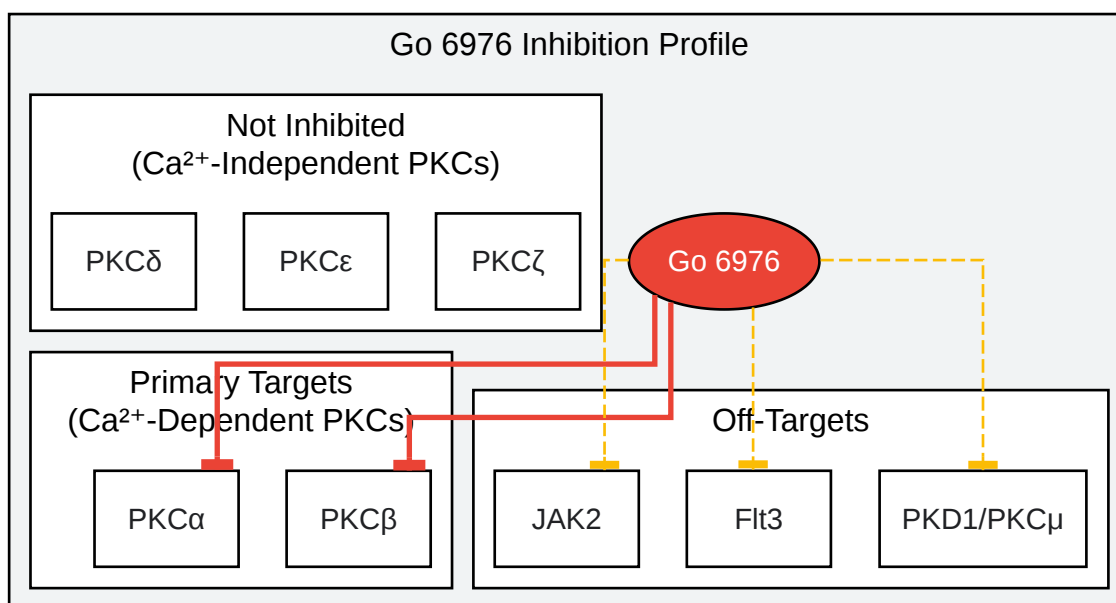 Go 6976 Inhibition Profile
Not Inhibited
(Ca²⁺-Independent PKCs)
PKCδ
PKCε
PKCζ
Go 6976
Primary Targets
(Ca²⁺-Dependent PKCs)
PKCα
PKCβ
Off-Targets
JAK2
Flt3
PKD1/PKCμ